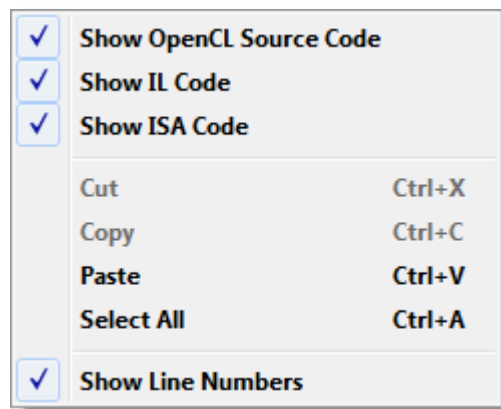 Show OpenCL Source Code
Show IL Code
Show ISA Code
Cut Ctrl+X
Copy Ctrl+C
Paste Ctrl+V
Select All Ctrl+A
Show Line Numbers